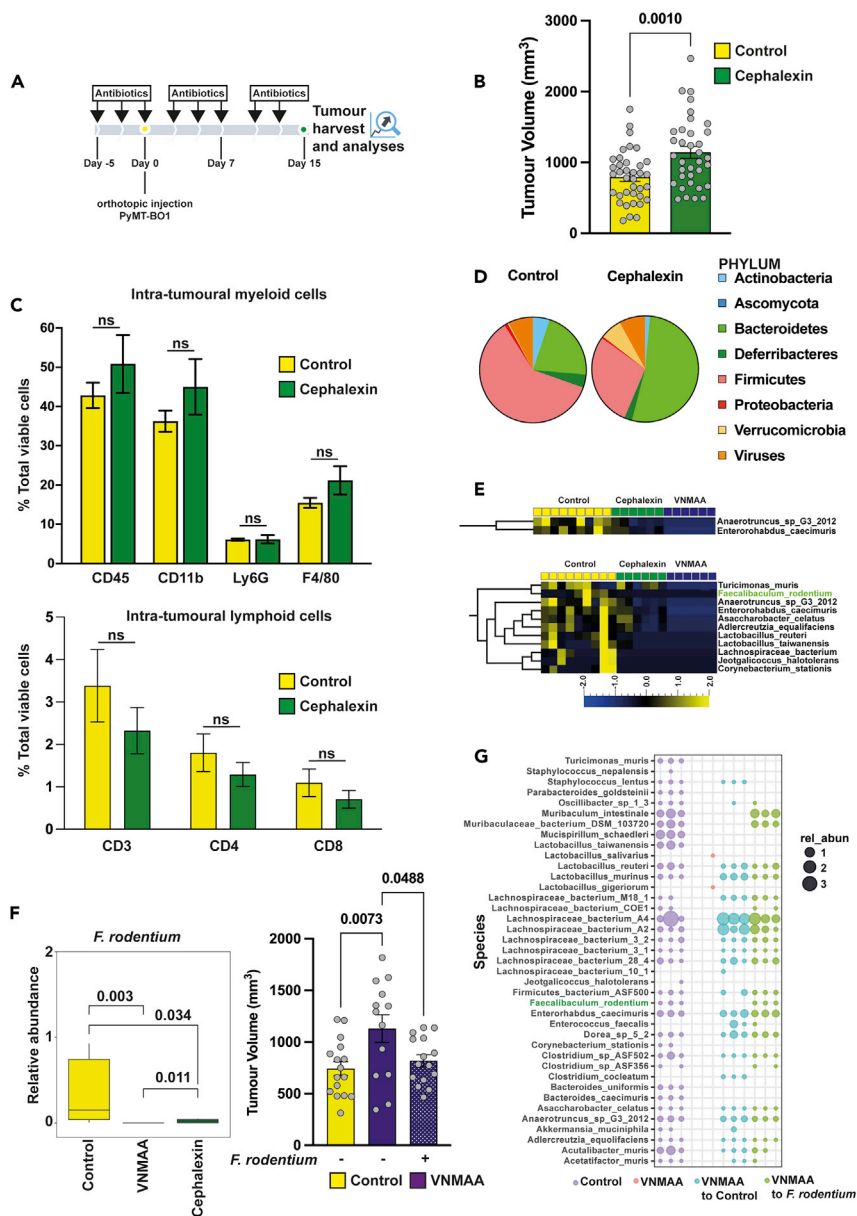 A
Antibiotics
Antibiotics
Antibiotics
Tumour
harvest
and analyses
Day -5
Day 0
Day 7
Day 15
orthotopic injection
PyMT-BO1
B
0.0010
Tumour Volume (mm³)
3000
2000
1000
0
Control
Cephalexin
C
Intra-tumoural myeloid cells
% Total viable cells
60
50
40
30
20
10
0
ns
ns
ns
ns
Control
Cephalexin
CD45
CD11b
Ly6G
F4/80
Intra-tumoural lymphoid cells
% Total viable cells
5
4
3
2
1
0
ns
ns
ns
Control
Cephalexin
CD3
CD4
CD8
D
Control
Cephalexin
PHYLUM
Actinobacteria
Ascomycota
Bacteroidetes
Deferribacteres
Firmicutes
Proteobacteria
Verrucomicrobia
Viruses
E
Control
Cephalexin
VNMAA
Anaerotruncus_sp_G3_2012
Enterorohabdus_caecimuris
Control
Cephalexin
VNMAA
Turicimonas_muris
Faecalibaculum_rodentium
Anaerotruncus_sp_G3_2012
Enterorohabdus_caecimuris
Asaccharobacter_celatus
Adlercreutzia_equalifaciens
Lactobacillus_reuteri
Lactobacillus_taiwanensis
Lachnospiraceae_bacterium
Jeotgalicoccus_halotolerans
Corynebacterium_stationis
-2.0
-1.0
0.0
1.0
2.0
F
F. rodentium
Relative abundance
2
1
0
0.003
0.034
0.011
Control
VNMAA
Cephalexin
0.0488
0.0073
Tumour Volume (mm³)
2000
1500
1000
500
0
F. rodentium - - +
Control
VNMAA
G
Species
Turicimonas_muris
Staphylococcus_nepalensis
Staphylococcus_lentus
Parabacteroides_goldsteinii
Oscillibacter_sp_1_3
Muribaculum_intestinale
Muribaculaceae_bacterium_DSM_103720
Mucispirillum_schaedleri
Lactobacillus_taiwanensis
Lactobacillus_salivarius
Lactobacillus_reuteri
Lactobacillus_murinus
Lactobacillus_gigeriorum
Lachnospiraceae_bacterium_M18_1
Lachnospiraceae_bacterium_COE1
Lachnospiraceae_bacterium_A4
Lachnospiraceae_bacterium_A2
Lachnospiraceae_bacterium_3_2
Lachnospiraceae_bacterium_3_1
Lachnospiraceae_bacterium_28_4
Lachnospiraceae_bacterium_10_1
Jeotgalicoccus_halotolerans
Firmicutes_bacterium_ASF500
Faecalibaculum_rodentium
Enterorhabdus_caecimuris
Enterococcus_faecalis
Dorea_sp_5_2
Corynebacterium_stationis
Clostridium_sp_ASF502
Clostridium_sp_ASF356
Clostridium_cocleatum
Bacteroides_uniformis
Bacteroides_caecimuris
Asaccharobacter_celatus
Anaerotruncus_sp_G3_2012
Akkermansia_muciniphila
Adlercreutzia_equolifaciens
Acutalibacter_muris
Acetatifactor_muris
rel_abun
1
2
3
Control
VNMAA
VNMAA
to Control
VNMAA
to F. rodentium